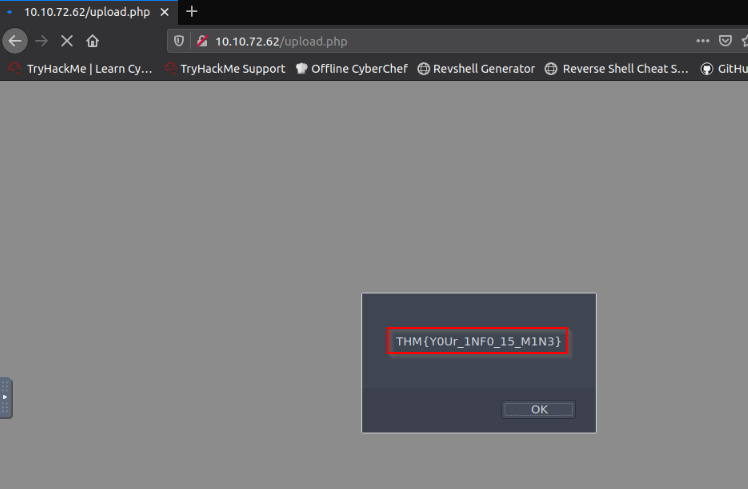 10.10.72.62/upload.php
10.10.72.62/upload.php
TryHackMe | Learn Cy... TryHackMe Support Offline CyberChef Revshell Generator Reverse Shell Cheat S... GitHu
THM{Y0Ur_1NF0_15_M1N3}
OK